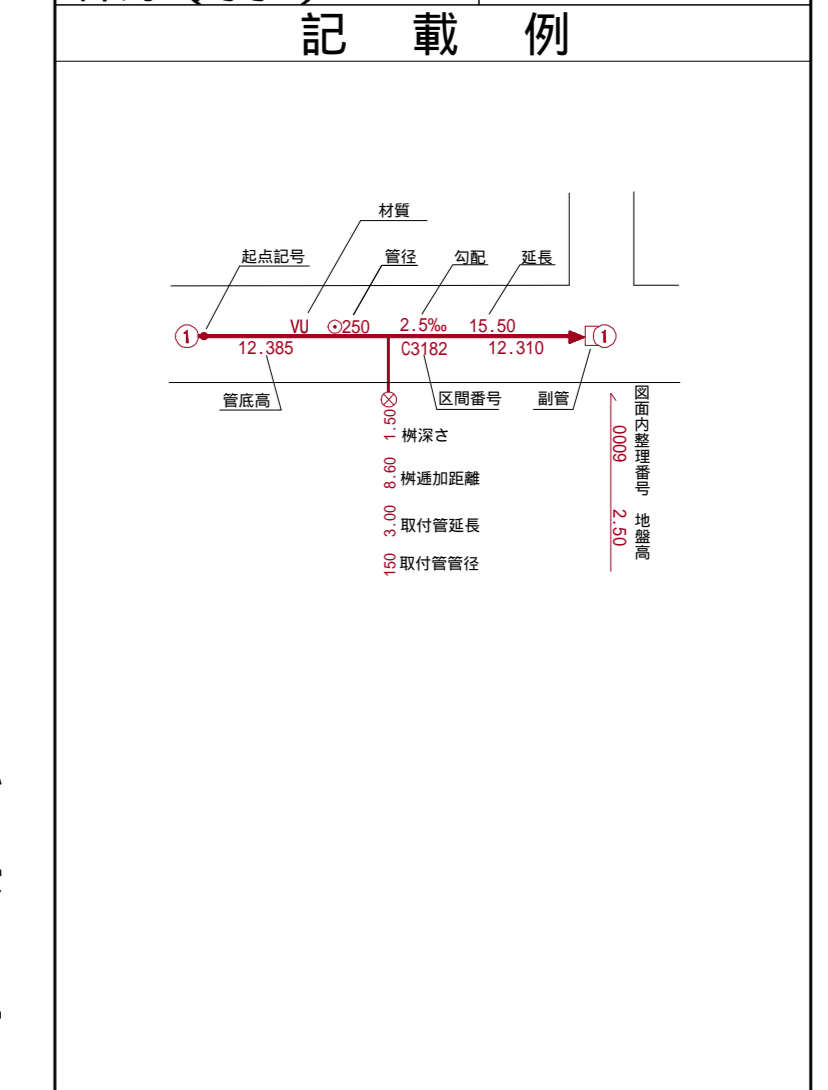 記載例
材質
起点記号 管径 勾配 延長
VU 250 2.5‰ 15.50
① ①
12.385 C3182 12.310
管底高 区間番号 副管
1.50 桝深さ
8.60 桝逓加距離
3.00 取付管延長
150 取付管管径
図面内整理番号 地盤高
0009 2.50